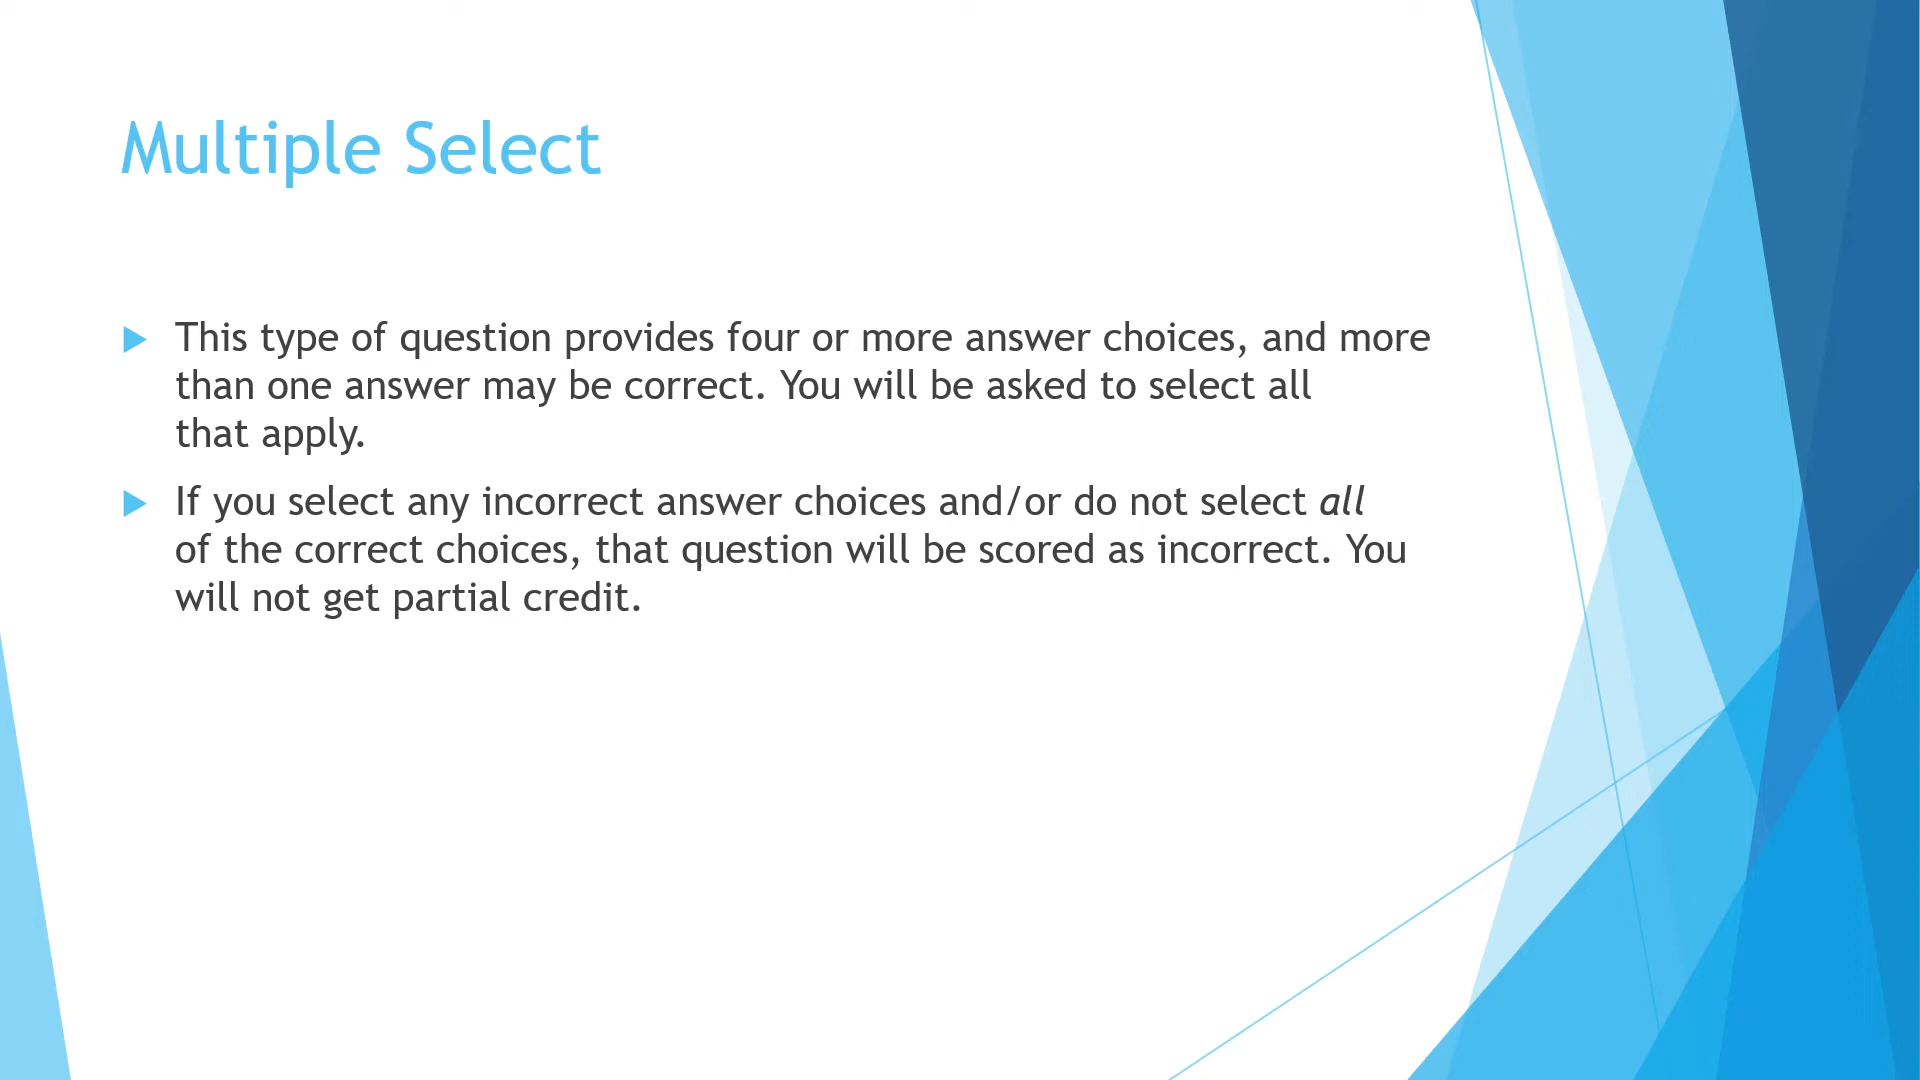 Multiple Select
This type of question provides four or more answer choices, and more
than one answer may be correct. You will be asked to select all
that apply.
If you select any incorrect answer choices and/or do not select all
of the correct choices, that question will be scored as incorrect. You
will not get partial credit.